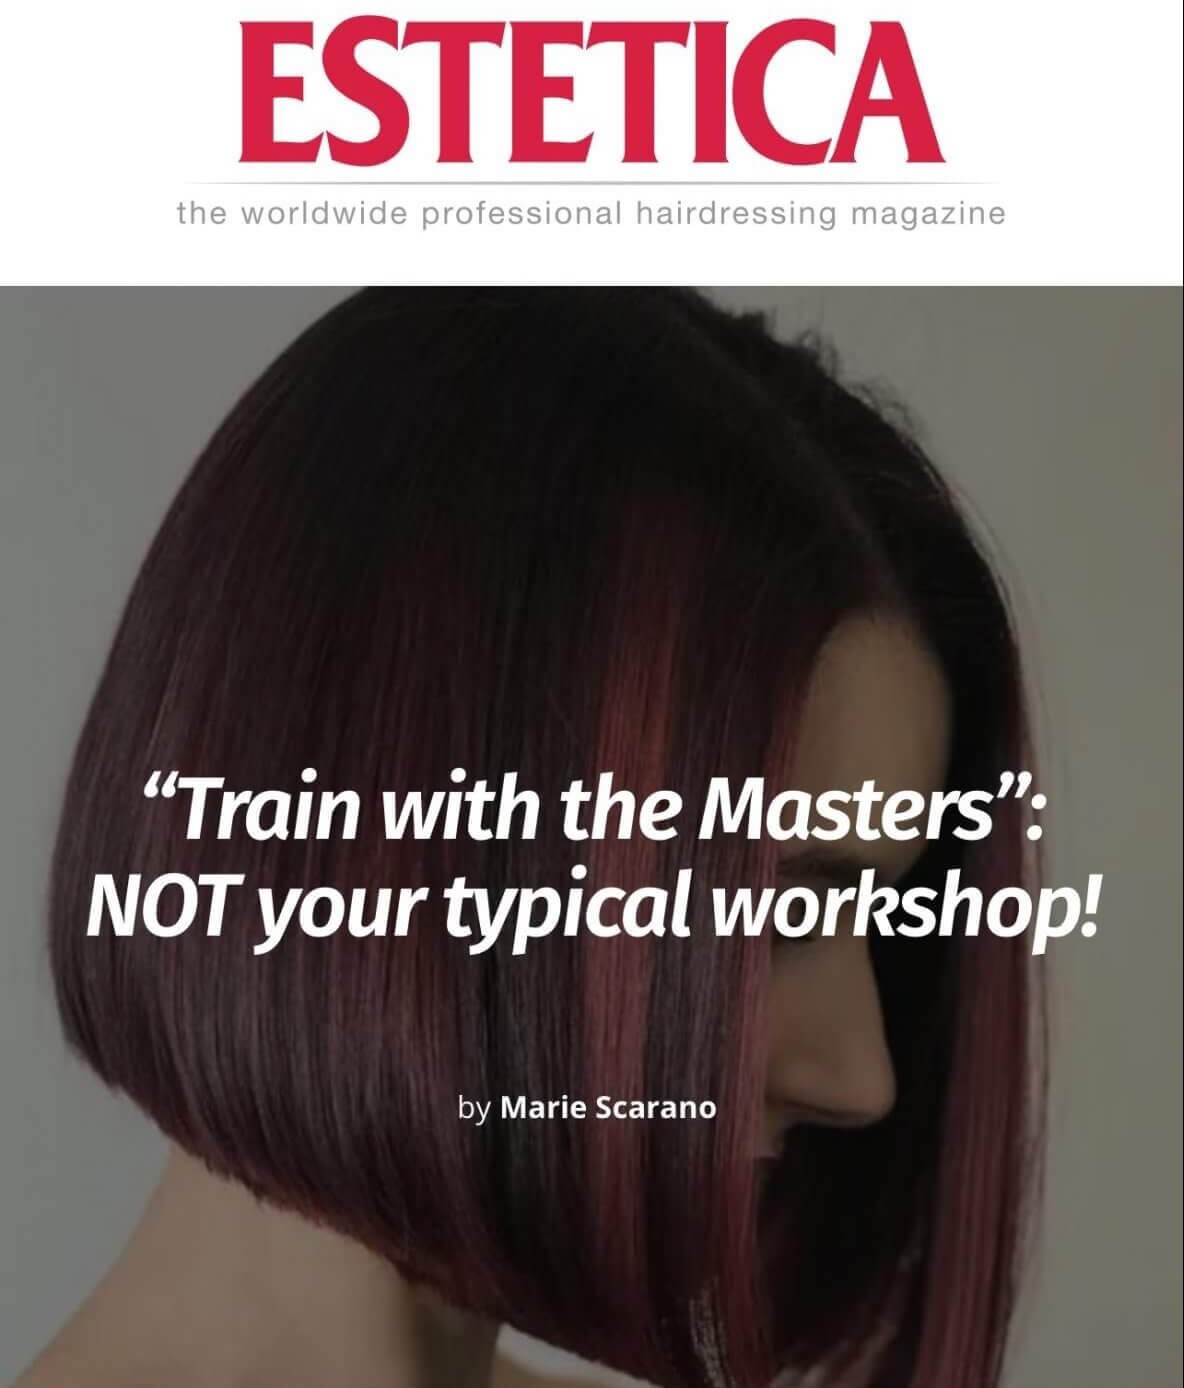 ESTETICA
the worldwide professional hairdressing magazine
“Train with the Masters”:
NOT your typical workshop!
by Marie Scarano